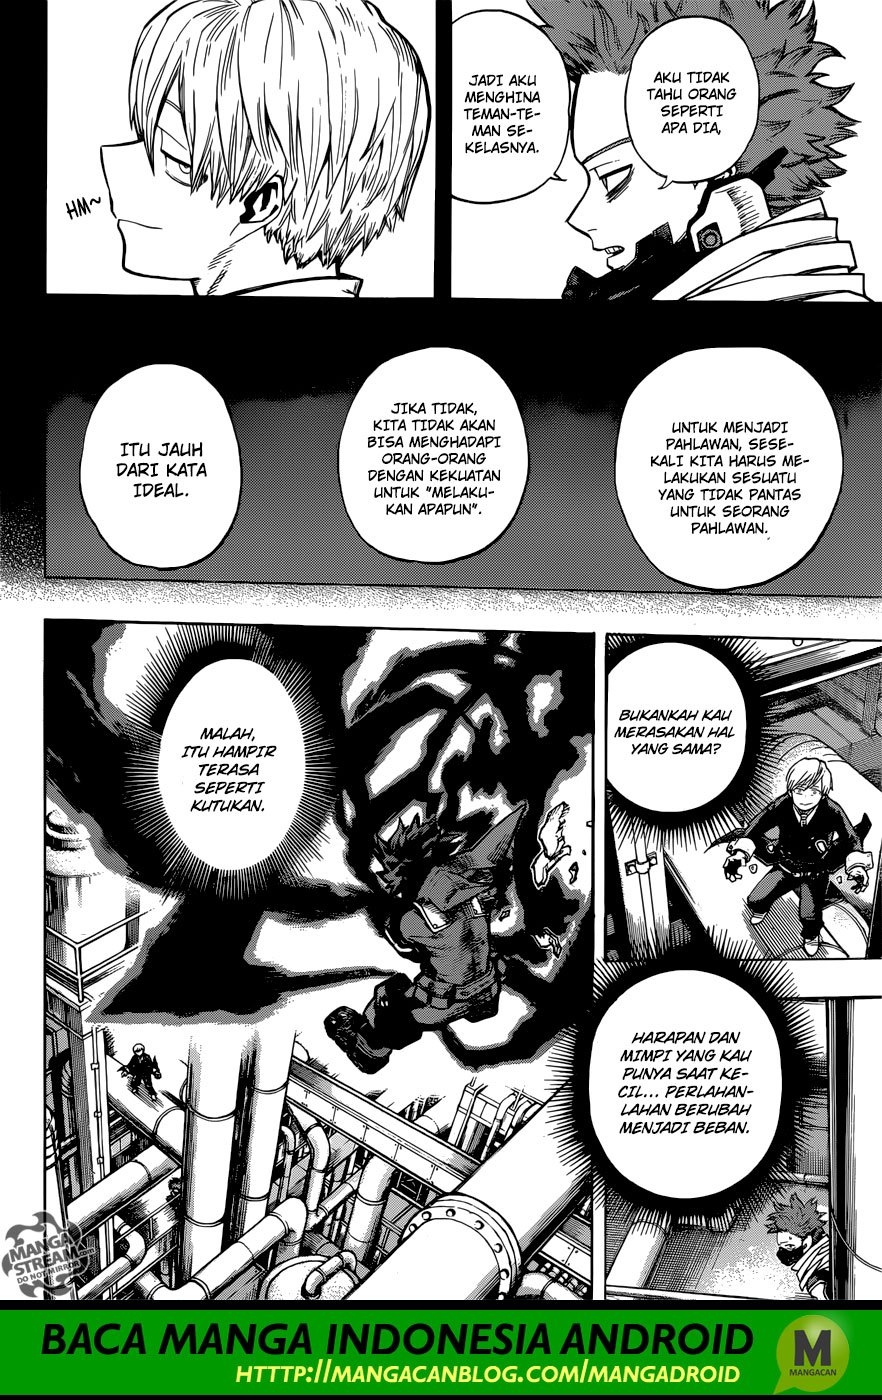 AKU TIDAK
TAHU ORANG
SEPERTI
APA DIA,
JADI AKU
MENGHINA
TEMAN-TE-
MAN SE-
KELASNYA.
HM~
UNTUK MENJADI
PAHLAWAN, SESE-
KALI KITA HARUS ME-
LAKUKAN SESUATU
YANG TIDAK PANTAS
UNTUK SEORANG
PAHLAWAN.
JIKA TIDAK,
KITA TIDAK AKAN
BISA MENGHADAPI
ORANG-ORANG
DENGAN KEKUATAN
UNTUK "MELAKU-
KAN APAPUN".
ITU JAUH
DARI KATA
IDEAL.
BUKANKAH KAU
MERASAKAN HAL
YANG SAMA?
HARAPAN DAN
MIMPI YANG KAU
PUNYA SAAT KE-
CIL... PERLAHAN-
LAHAN BERUBAH
MENJADI BEBAN.
MALAH,
ITU HAMPIR
TERASA
SEPERTI
KUTUKAN.
MANGA
STREAM.com
DO NOT MIRROR!
BACA MANGA INDONESIA ANDROID
HTTTP://MANGACANBLOG.COM/MANGADROID
M
MANGACAN